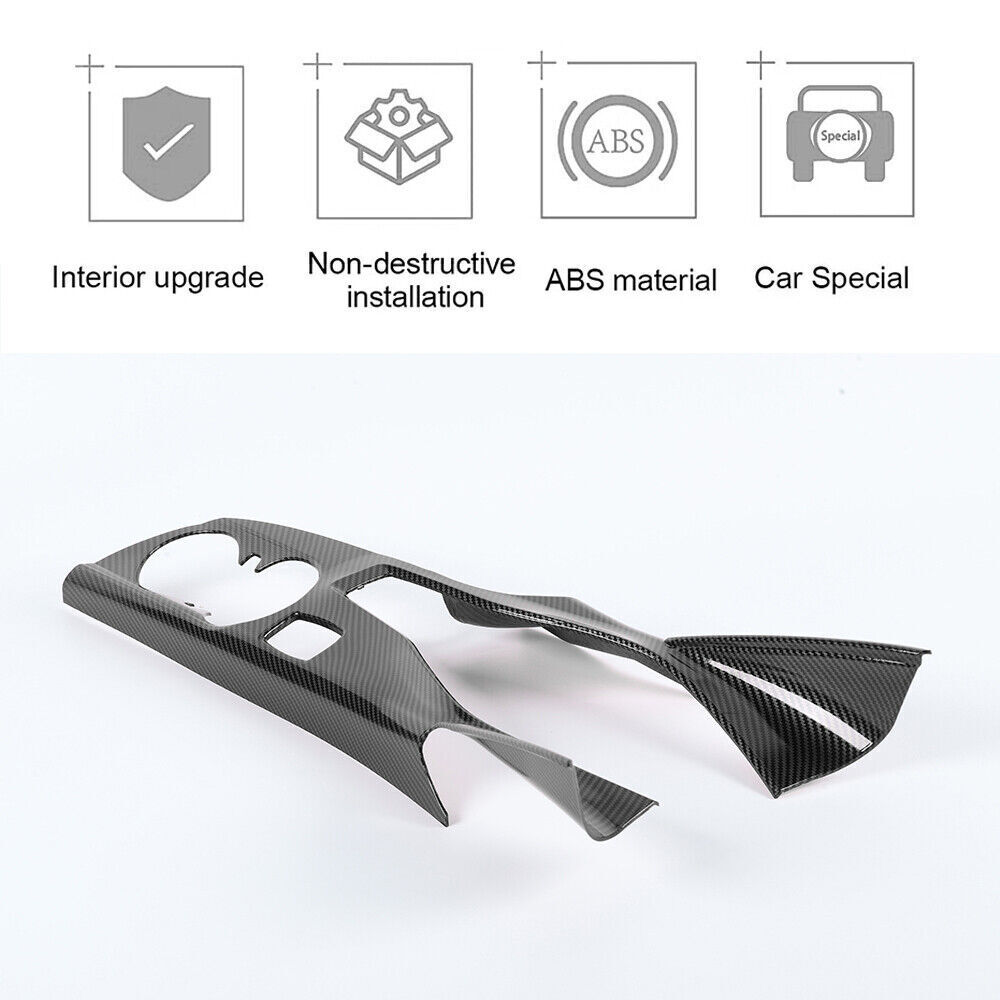 ABS
Special
Interior upgrade
Non-destructive
installation
ABS material
Car Special